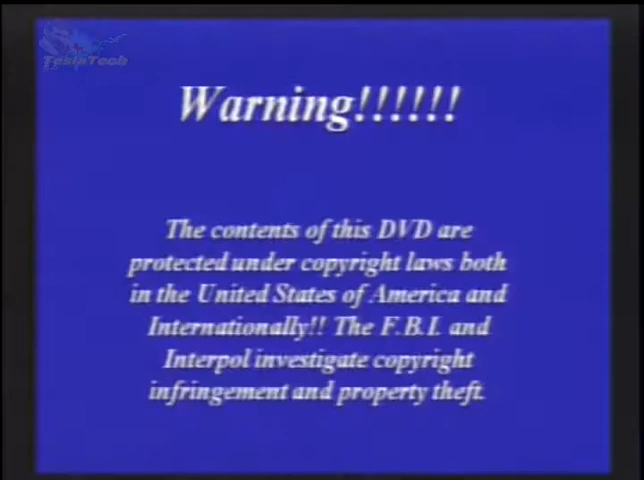 TeslaTech
Warning!!!!!!
The contents of this DVD are
protected under copyright laws both
in the United States of America and
Internationally!! The F.B.I. and
Interpol investigate copyright
infringement and property theft.